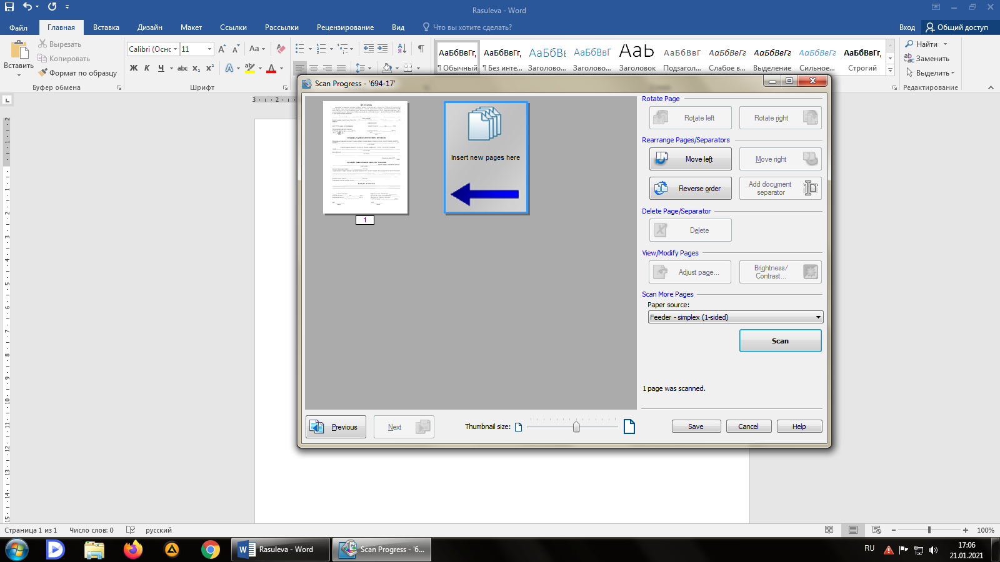 Rasuleva - Word
Файл
Главная
Вставка
Дизайн
Макет
Ссылки
Рассылки
Рецензирование
Вид
Что вы хотите сделать?
Вход
Общий доступ
Вставить
Вырезать
Копировать
Формат по образцу
Буфер обмена
Calibri (Оснс
11
Aa
Ж К Ч abc x₂ x²
Шрифт
АаБбВвГг,
¶ Обычный
АаБбВвГг,
¶ Без инте...
АаБбВı
Заголово...
АаБбВвГ
Заголово...
АаЬ
Заголовок
АаБбВвГ
Подзагол...
АаБбВвГг
Слабое в...
АаБбВвГг
Выделение
АаБбВвГг
Сильное...
АаБбВвГг,
Строгий
Найти
Заменить
Выделить
Редактирование
Scan Progress - '694-17'
Insert new pages here
1
Rotate Page
Rotate left
Rotate right
Rearrange Pages/Separators
Move left
Move right
Reverse order
Add document
separator
Delete Page/Separator
Delete
View/Modify Pages
Adjust page...
Brightness/
Contrast...
Scan More Pages
Paper source:
Feeder - simplex (1-sided)
Scan
1 page was scanned.
Previous
Next
Thumbnail size:
Save
Cancel
Help
Страница 1 из 1
Число слов: 0
русский
100%
Rasuleva - Word
Scan Progress - '6...
RU
17:06
21.01.2021